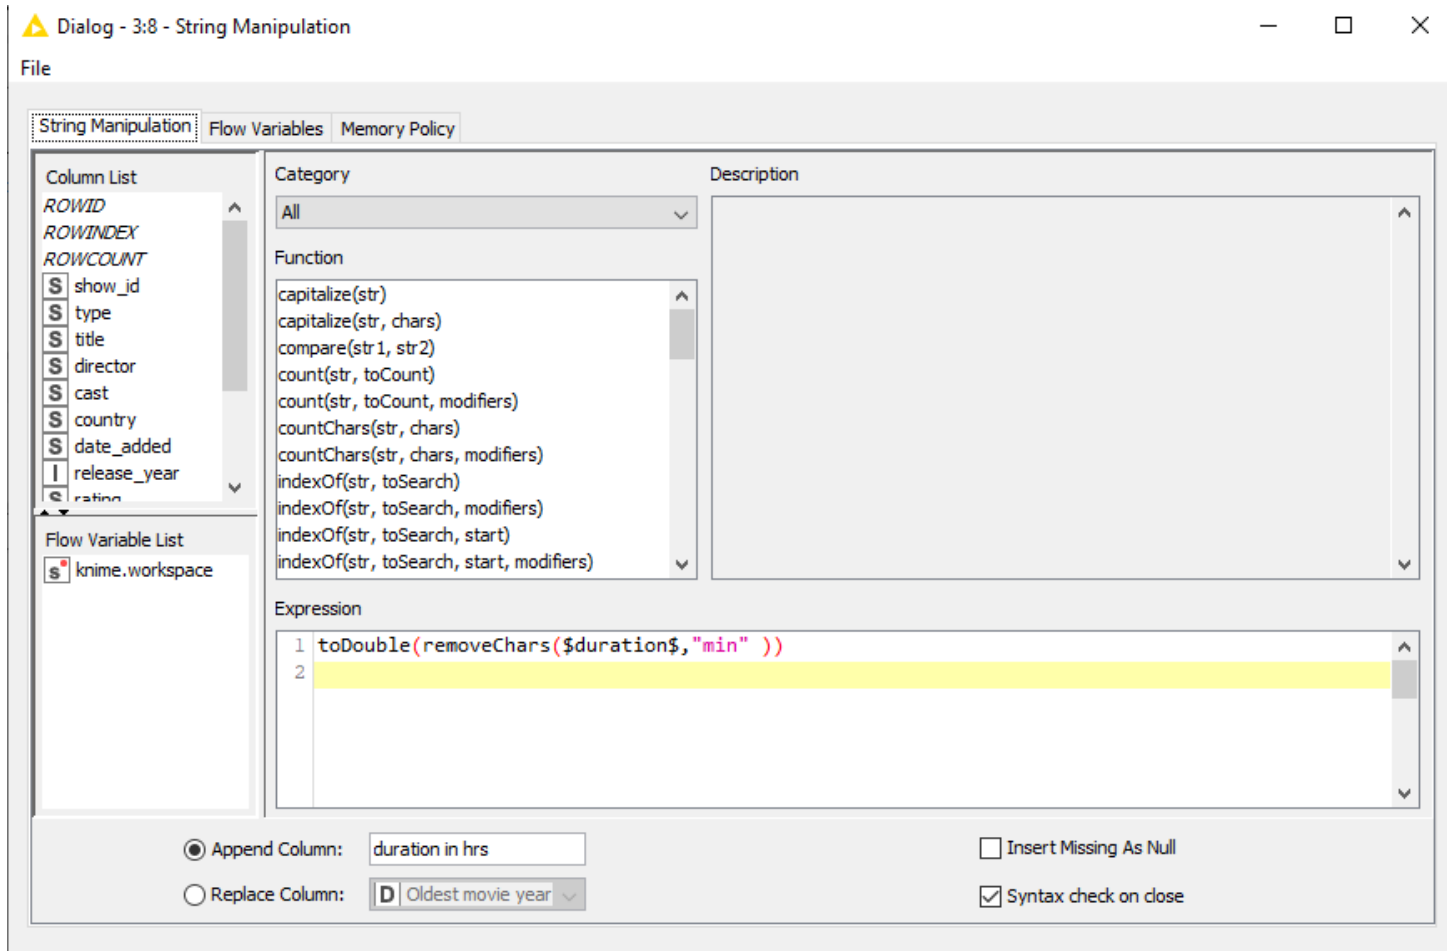 Dialog - 3:8 - String Manipulation
File
String Manipulation Flow Variables Memory Policy
Column List
ROWID
ROWINDEX
ROWCOUNT
S show_id
S type
S title
S director
S cast
S country
S date_added
I release_year
S rating
Flow Variable List
s knime.workspace
Category
All
Function
capitalize(str)
capitalize(str, chars)
compare(str1, str2)
count(str, toCount)
count(str, toCount, modifiers)
countChars(str, chars)
countChars(str, chars, modifiers)
indexOf(str, toSearch)
indexOf(str, toSearch, modifiers)
indexOf(str, toSearch, start)
indexOf(str, toSearch, start, modifiers)
Description
Expression
1 toDouble(removeChars($duration$,"min" ))
2
Append Column: duration in hrs
Insert Missing As Null
Replace Column: D Oldest movie year
Syntax check on close